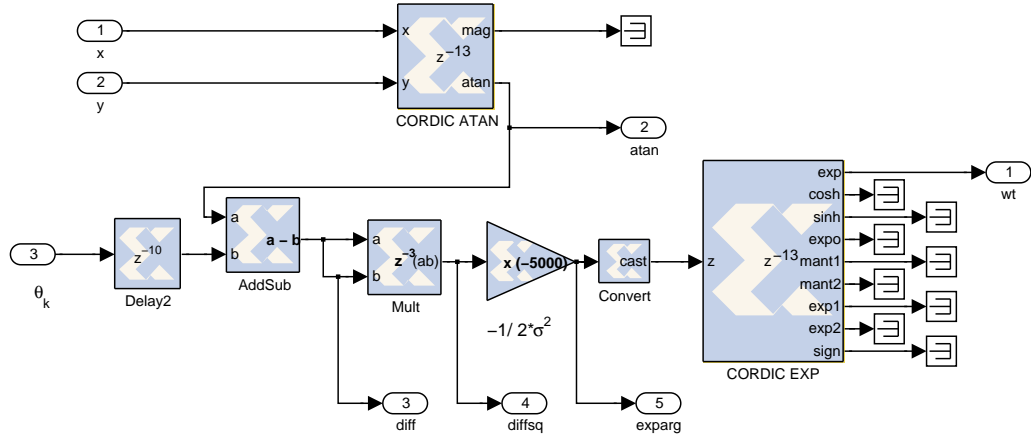 1
x
2
y
x
y
mag
z⁻¹³
atan
CORDIC ATAN
2
atan
3
θ_k
z⁻¹⁰
Delay2
a
b
a − b
AddSub
a
b
z⁻³(ab)
Mult
x (−5000)
−1/ 2*σ²
cast
Convert
z
z⁻¹³
exp
cosh
sinh
expo
mant1
mant2
exp1
exp2
sign
CORDIC EXP
1
wt
3
diff
4
diffsq
5
exparg